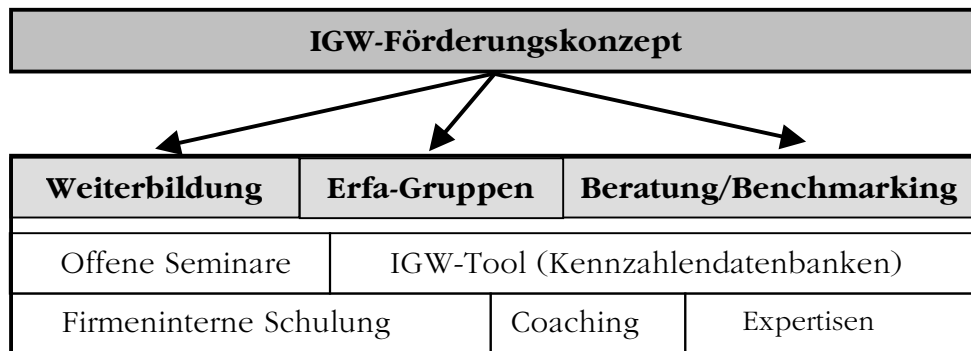 IGW-Förderungskonzept
Weiterbildung Erfa-Gruppen Beratung/Benchmarking
Offene Seminare IGW-Tool (Kennzahlendatenbanken)
Firmeninterne Schulung Coaching Expertisen